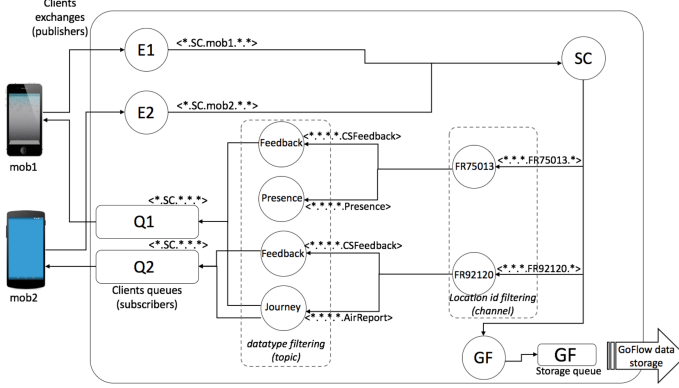 Clients
exchanges
(publishers)
E1
<*.SC.mob1.*.*>
SC
E2
<*.SC.mob2.*.*>
mob1
Feedback
<*.*.*.*.CSFeedback>
FR75013
<*.*.*.FR75013.*>
Presence
<*.*.*.*.Presence>
<*.SC.*.*.*>
Q1
<*.SC.*.*.*>
Q2
Feedback
<*.*.*.*.CSFeedback>
FR92120
<*.*.*.FR92120.*>
mob2
Clients queues
(subscribers)
Journey
<*.*.*.*.AirReport>
Location id filtering
(channel)
datatype filtering
(topic)
GF
GF
Storage queue
GoFlow data
storage